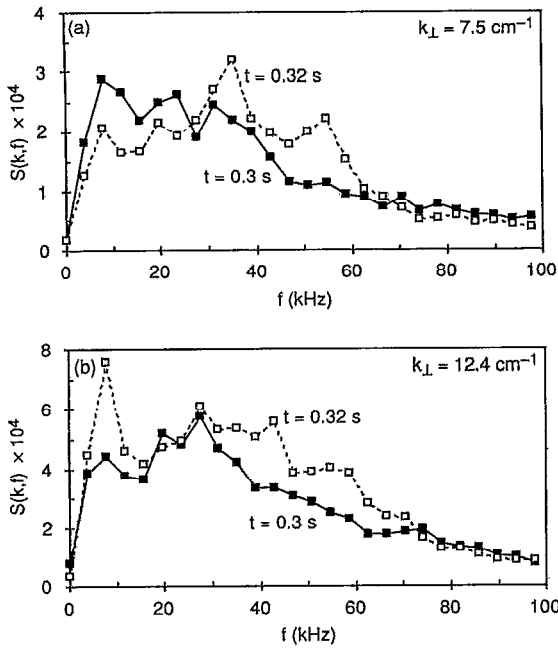 (a)
k⊥ = 7.5 cm⁻¹
4
3
2
1
0
S(k,f) ×10⁴
t = 0.32 s
t = 0.3 s
0 20 40 60 80 100
f (kHz)
(b)
k⊥ = 12.4 cm⁻¹
8
6
4
2
0
S(k,f) ×10⁴
t = 0.32 s
t = 0.3 s
0 20 40 60 80 100
f (kHz)